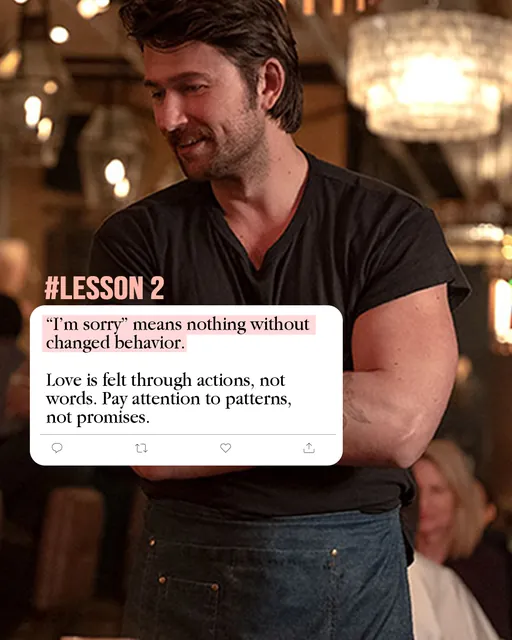 #LESSON 2
“I’m sorry” means nothing without
changed behavior.
Love is felt through actions, not
words. Pay attention to patterns,
not promises.